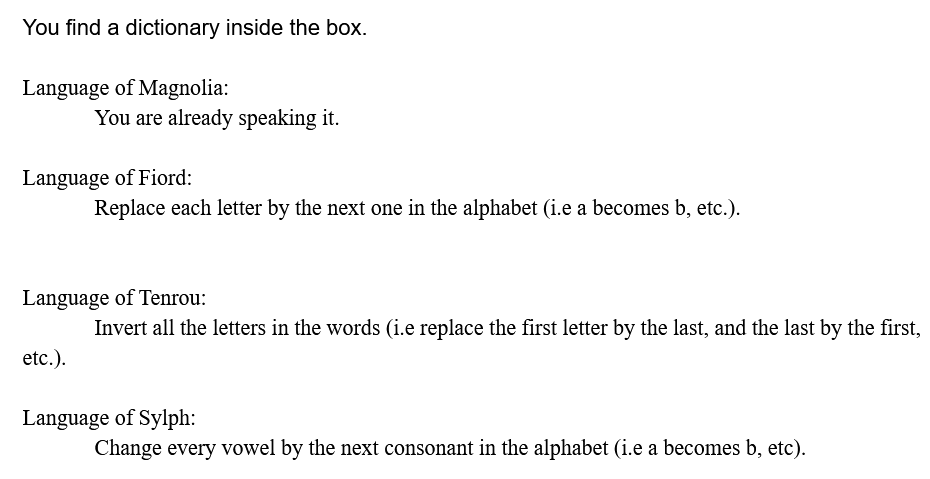 You find a dictionary inside the box.
Language of Magnolia:
You are already speaking it.
Language of Fiord:
Replace each letter by the next one in the alphabet (i.e a becomes b, etc.).
Language of Tenrou:
Invert all the letters in the words (i.e replace the first letter by the last, and the last by the first,
etc.).
Language of Sylph:
Change every vowel by the next consonant in the alphabet (i.e a becomes b, etc).